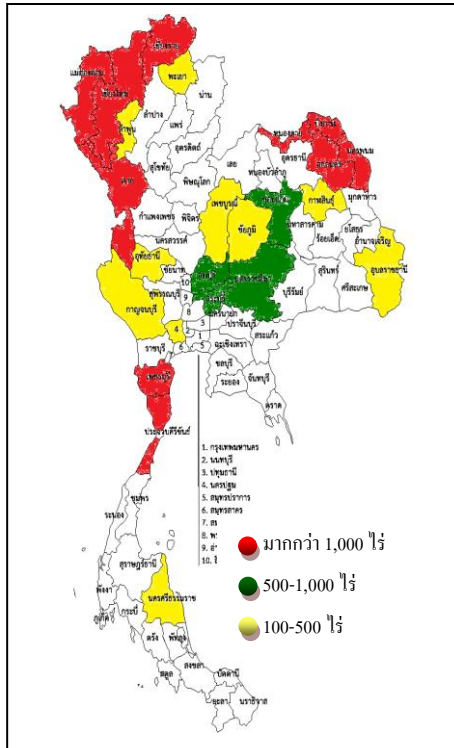 เชียงราย
แม่ฮ่องสอน
เชียงใหม่
พะเยา
น่าน
ลำปาง
ลำพูน
แพร่
อุตรดิตถ์
ตาก
สุโขทัย
พิษณุโลก
เลย
หนองบัวลำภู
อุดรธานี
หนองคาย
นครพนม
มุกดาหาร
กาฬสินธุ์
กำแพงเพชร
พิจิตร
เพชรบูรณ์
ชัยภูมิ
มหาสารคาม
ร้อยเอ็ด
ยโสธร
อำนาจเจริญ
นครสวรรค์
อุทัยธานี
ชัยนาท
สุพรรณบุรี
บุรีรัมย์
สุรินทร์
ศรีสะเกษ
อุบลราชธานี
กาญจนบุรี
10
9
8
4
2
3
1
6
5
นครนายก
ปราจีนบุรี
สระแก้ว
ฉะเชิงเทรา
ราชบุรี
ชลบุรี
ระยอง
จันทบุรี
ตราด
เพชรบุรี
ประจวบคีรีขันธ์
1. กรุงเทพมหานคร
2. นนทบุรี
3. ปทุมธานี
4. นครปฐม
5. สมุทรปราการ
6. สมุทรสาคร
7. ส
8. พ
9. อ่
10. สิ
มากกว่า 1,000 ไร่
500-1,000 ไร่
100-500 ไร่
ชุมพร
ระนอง
สุราษฎร์ธานี
พังงา
ภูเก็ต
กระบี่
นครศรีธรรมราช
ตรัง
พัทลุง
สตูล
สงขลา
ปัตตานี
ยะลา
นราธิวาส